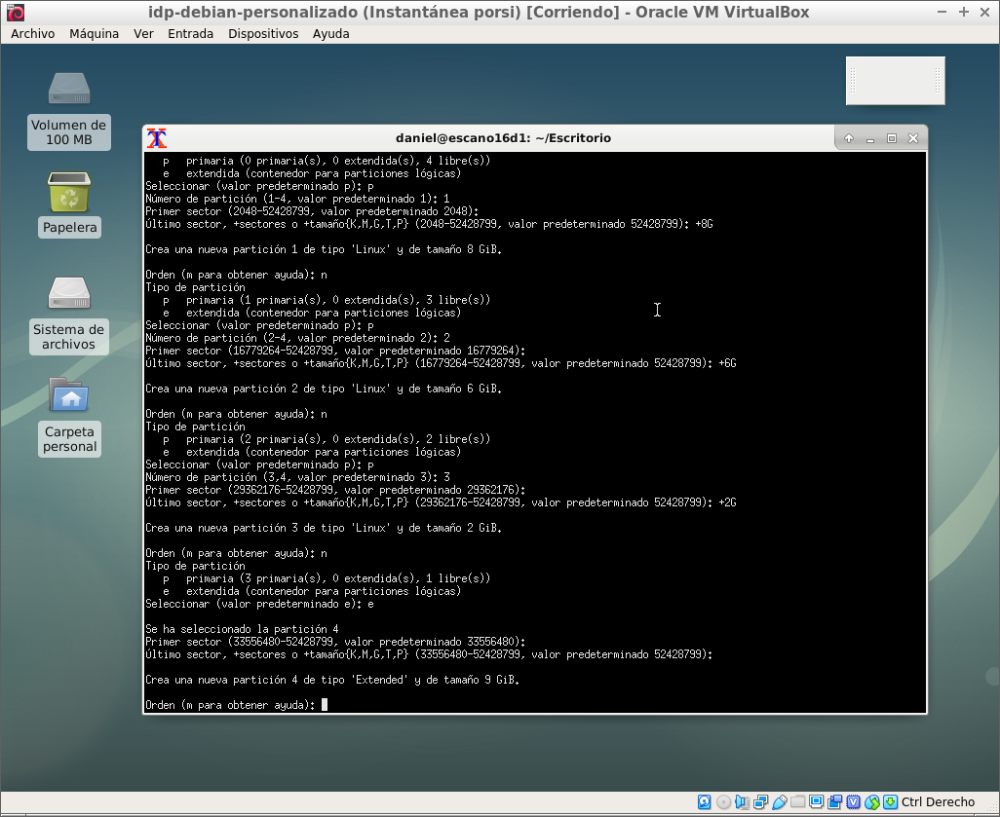 idp-debian-personalizado (Instantánea porsi) [Corriendo] - Oracle VM VirtualBox
Archivo Máquina Ver Entrada Dispositivos Ayuda
Volumen de
100 MB
Papelera
Sistema de
archivos
Carpeta
personal
daniel@escano16d1: ~/Escritorio
   p   primaria (0 primaria(s), 0 extendida(s), 4 libre(s))
   e   extendida (contenedor para particiones lógicas)
Seleccionar (valor predeterminado p): p
Número de partición (1-4, valor predeterminado 1): 1
Primer sector (2048-52428799, valor predeterminado 2048):
Último sector, +sectores o +tamaño{K,M,G,T,P} (2048-52428799, valor predeterminado 52428799): +8G
Crea una nueva partición 1 de tipo 'Linux' y de tamaño 8 GiB.
Orden (m para obtener ayuda): n
Tipo de partición
   p   primaria (1 primaria(s), 0 extendida(s), 3 libre(s))
   e   extendida (contenedor para particiones lógicas)
Seleccionar (valor predeterminado p): p
Número de partición (2-4, valor predeterminado 2): 2
Primer sector (16779264-52428799, valor predeterminado 16779264):
Último sector, +sectores o +tamaño{K,M,G,T,P} (16779264-52428799, valor predeterminado 52428799): +6G
Crea una nueva partición 2 de tipo 'Linux' y de tamaño 6 GiB.
Orden (m para obtener ayuda): n
Tipo de partición
   p   primaria (2 primaria(s), 0 extendida(s), 2 libre(s))
   e   extendida (contenedor para particiones lógicas)
Seleccionar (valor predeterminado p): p
Número de partición (3,4, valor predeterminado 3): 3
Primer sector (29362176-52428799, valor predeterminado 29362176):
Último sector, +sectores o +tamaño{K,M,G,T,P} (29362176-52428799, valor predeterminado 52428799): +2G
Crea una nueva partición 3 de tipo 'Linux' y de tamaño 2 GiB.
Orden (m para obtener ayuda): n
Tipo de partición
   p   primaria (3 primaria(s), 0 extendida(s), 1 libre(s))
   e   extendida (contenedor para particiones lógicas)
Seleccionar (valor predeterminado e): e
Se ha seleccionado la partición 4
Primer sector (33556480-52428799, valor predeterminado 33556480):
Último sector, +sectores o +tamaño{K,M,G,T,P} (33556480-52428799, valor predeterminado 52428799):
Crea una nueva partición 4 de tipo 'Extended' y de tamaño 9 GiB.
Orden (m para obtener ayuda):
Ctrl Derecho